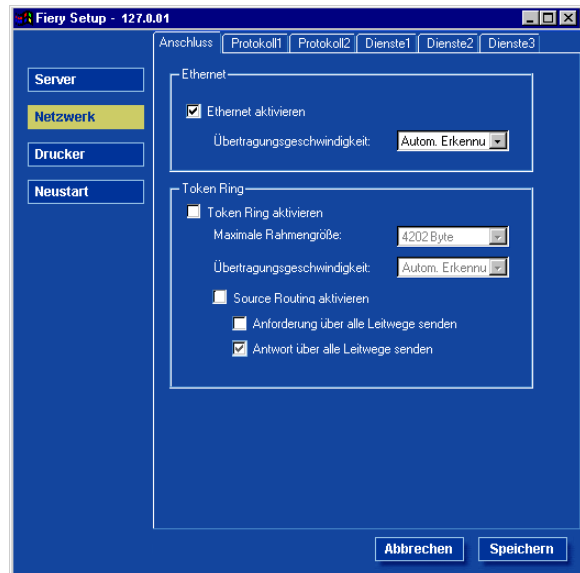 Fiery Setup - 127.0.01
Anschluss Protokoll1 Protokoll2 Dienste1 Dienste2 Dienste3
Server
Netzwerk
Drucker
Neustart
Ethernet
Ethernet aktivieren
Übertragungsgeschwindigkeit: Autom. Erkennu
Token Ring
Token Ring aktivieren
Maximale Rahmengröße: 4202 Byte
Übertragungsgeschwindigkeit: Autom. Erkennu
Source Routing aktivieren
Anforderung über alle Leitwege senden
Antwort über alle Leitwege senden
Abbrechen Speichern